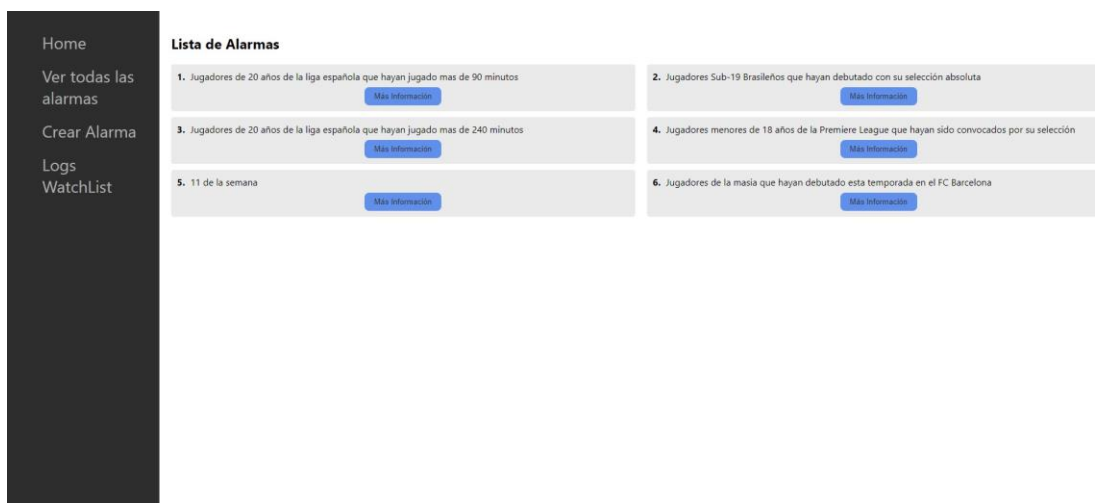 Home
Ver todas las
alarmas
Crear Alarma
Logs
WatchList
Lista de Alarmas
1. Jugadores de 20 años de la liga española que hayan jugado mas de 90 minutos
Más Información
2. Jugadores Sub-19 Brasileños que hayan debutado con su selección absoluta
Más Información
3. Jugadores de 20 años de la liga española que hayan jugado mas de 240 minutos
Más Información
4. Jugadores menores de 18 años de la Premiere League que hayan sido convocados por su selección
Más Información
5. 11 de la semana
Más Información
6. Jugadores de la masia que hayan debutado esta temporada en el FC Barcelona
Más Información